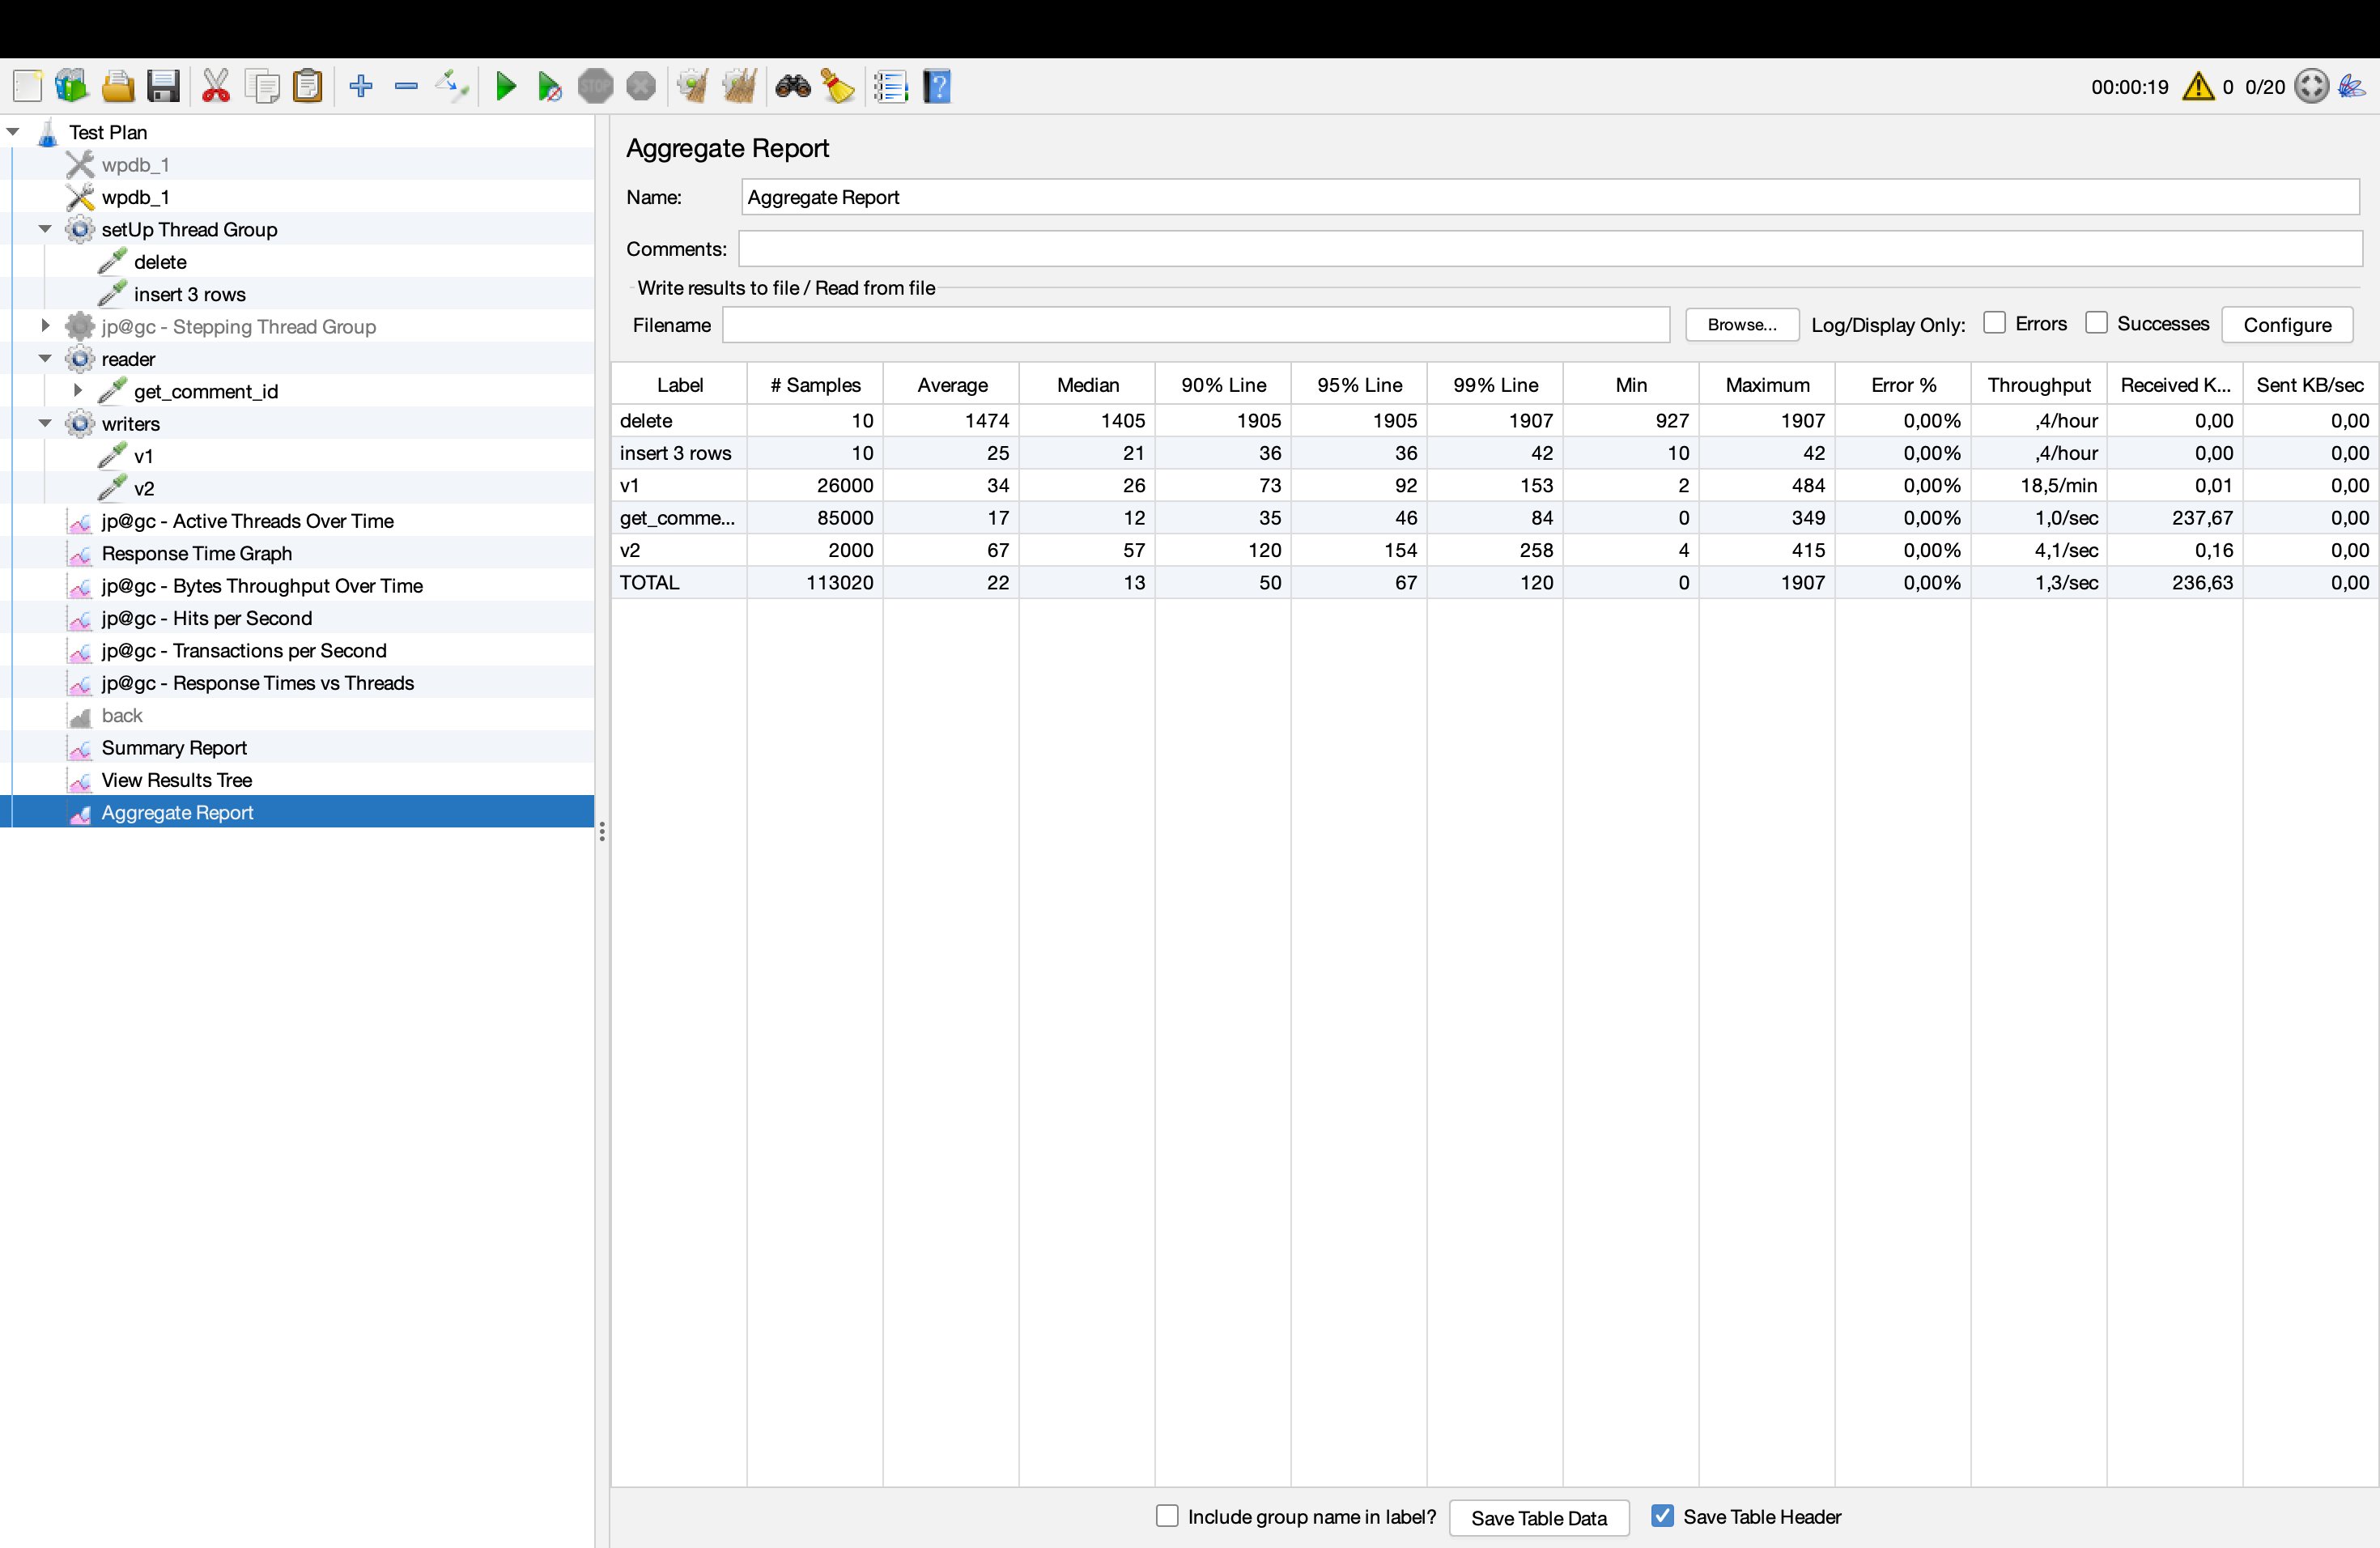 STOP
00:00:19 0 0/20
Test Plan
wpdb_1
wpdb_1
setUp Thread Group
delete
insert 3 rows
jp@gc - Stepping Thread Group
reader
get_comment_id
writers
v1
v2
jp@gc - Active Threads Over Time
Response Time Graph
jp@gc - Bytes Throughput Over Time
jp@gc - Hits per Second
jp@gc - Transactions per Second
jp@gc - Response Times vs Threads
back
Summary Report
View Results Tree
Aggregate Report
Aggregate Report
Name: Aggregate Report
Comments:
Write results to file / Read from file
Filename Browse... Log/Display Only: Errors Successes Configure
Label # Samples Average Median 90% Line 95% Line 99% Line Min Maximum Error % Throughput Received K... Sent KB/sec
delete 10 1474 1405 1905 1905 1907 927 1907 0,00% ,4/hour 0,00 0,00
insert 3 rows 10 25 21 36 36 42 10 42 0,00% ,4/hour 0,00 0,00
v1 26000 34 26 73 92 153 2 484 0,00% 18,5/min 0,01 0,00
get_comme... 85000 17 12 35 46 84 0 349 0,00% 1,0/sec 237,67 0,00
v2 2000 67 57 120 154 258 4 415 0,00% 4,1/sec 0,16 0,00
TOTAL 113020 22 13 50 67 120 0 1907 0,00% 1,3/sec 236,63 0,00
Include group name in label? Save Table Data Save Table Header